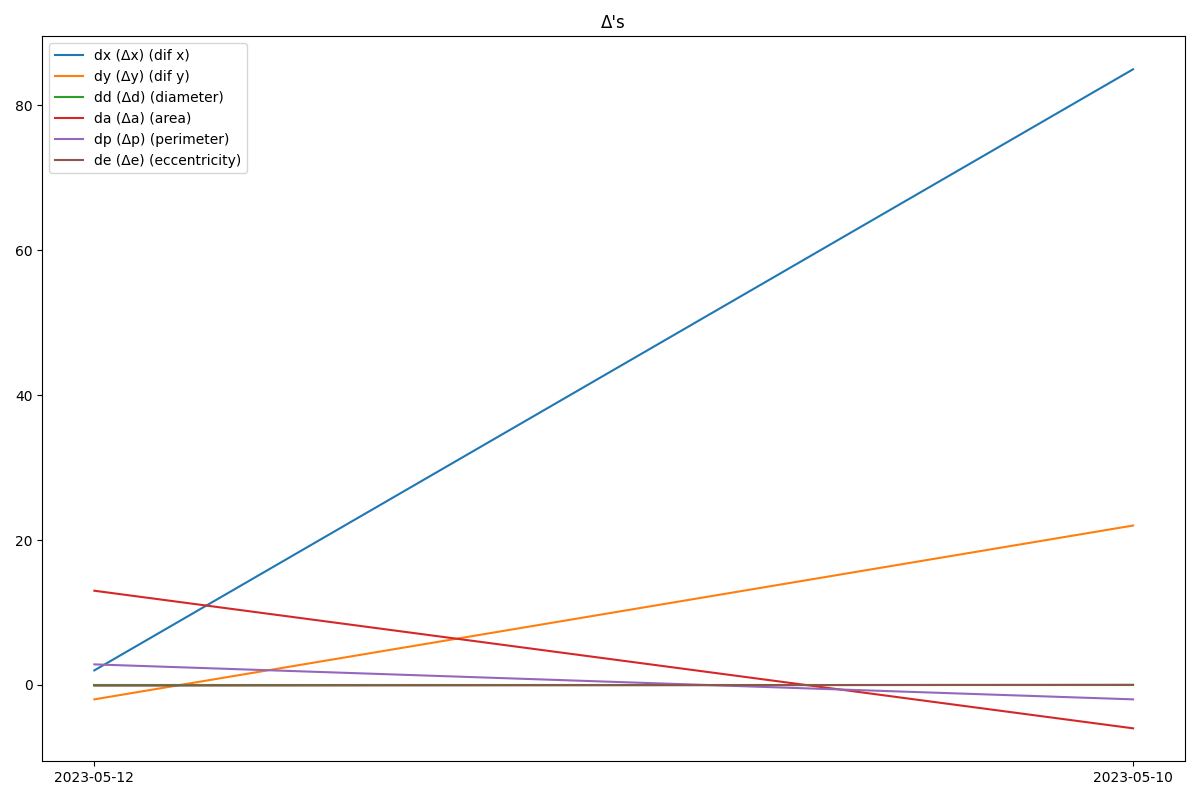 Δ's
dx (Δx) (dif x)
dy (Δy) (dif y)
dd (Δd) (diameter)
da (Δa) (area)
dp (Δp) (perimeter)
de (Δe) (eccentricity)
80
60
40
20
0
2023-05-12
2023-05-10